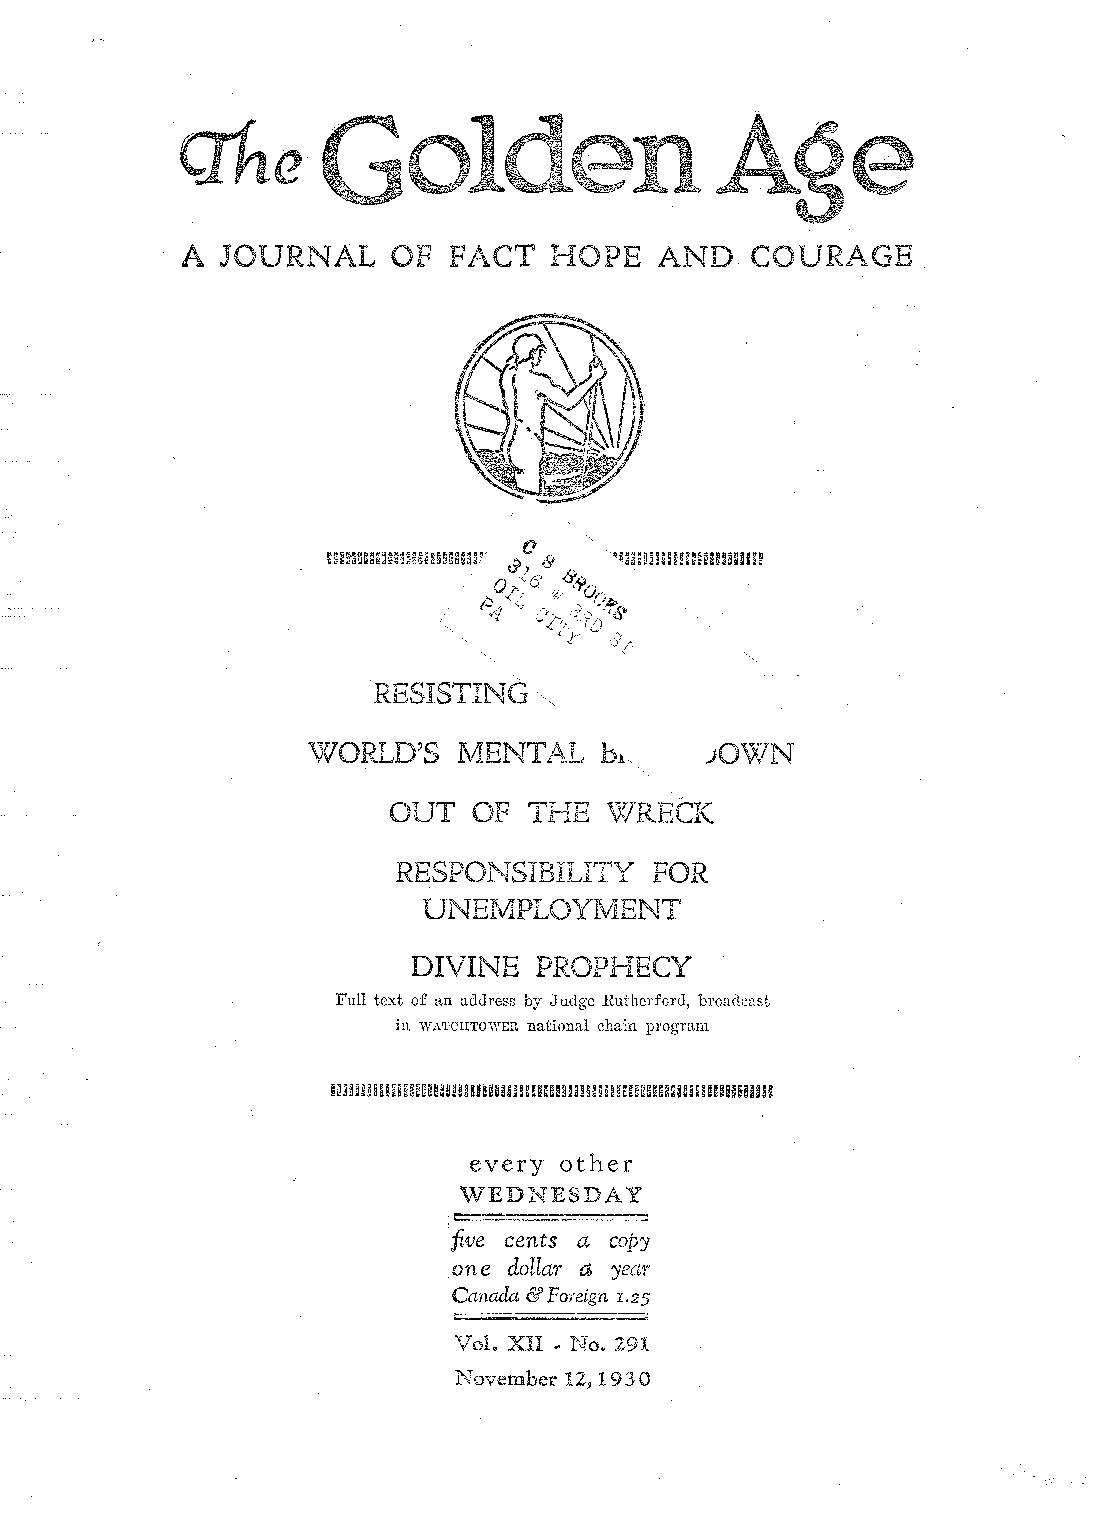 The Golden Age
A JOURNAL OF FACT HOPE AND COURAGE
C S BROOKS
316 W 3RD ST
OIL CITY
PA
RESISTING
WORLD'S MENTAL
OUT OF THE WRECK
RESPONSIBILITY FOR
UNEMPLOYMENT
DIVINE PROPHECY
Full text of an address by Judge Rutherford, broadcast
in WATCHTOWER national chain program
every other
WEDNESDAY
five cents a copy
one dollar a year
Canada & Foreign 1.25
Vol. XII - No. 291
November 12, 1930